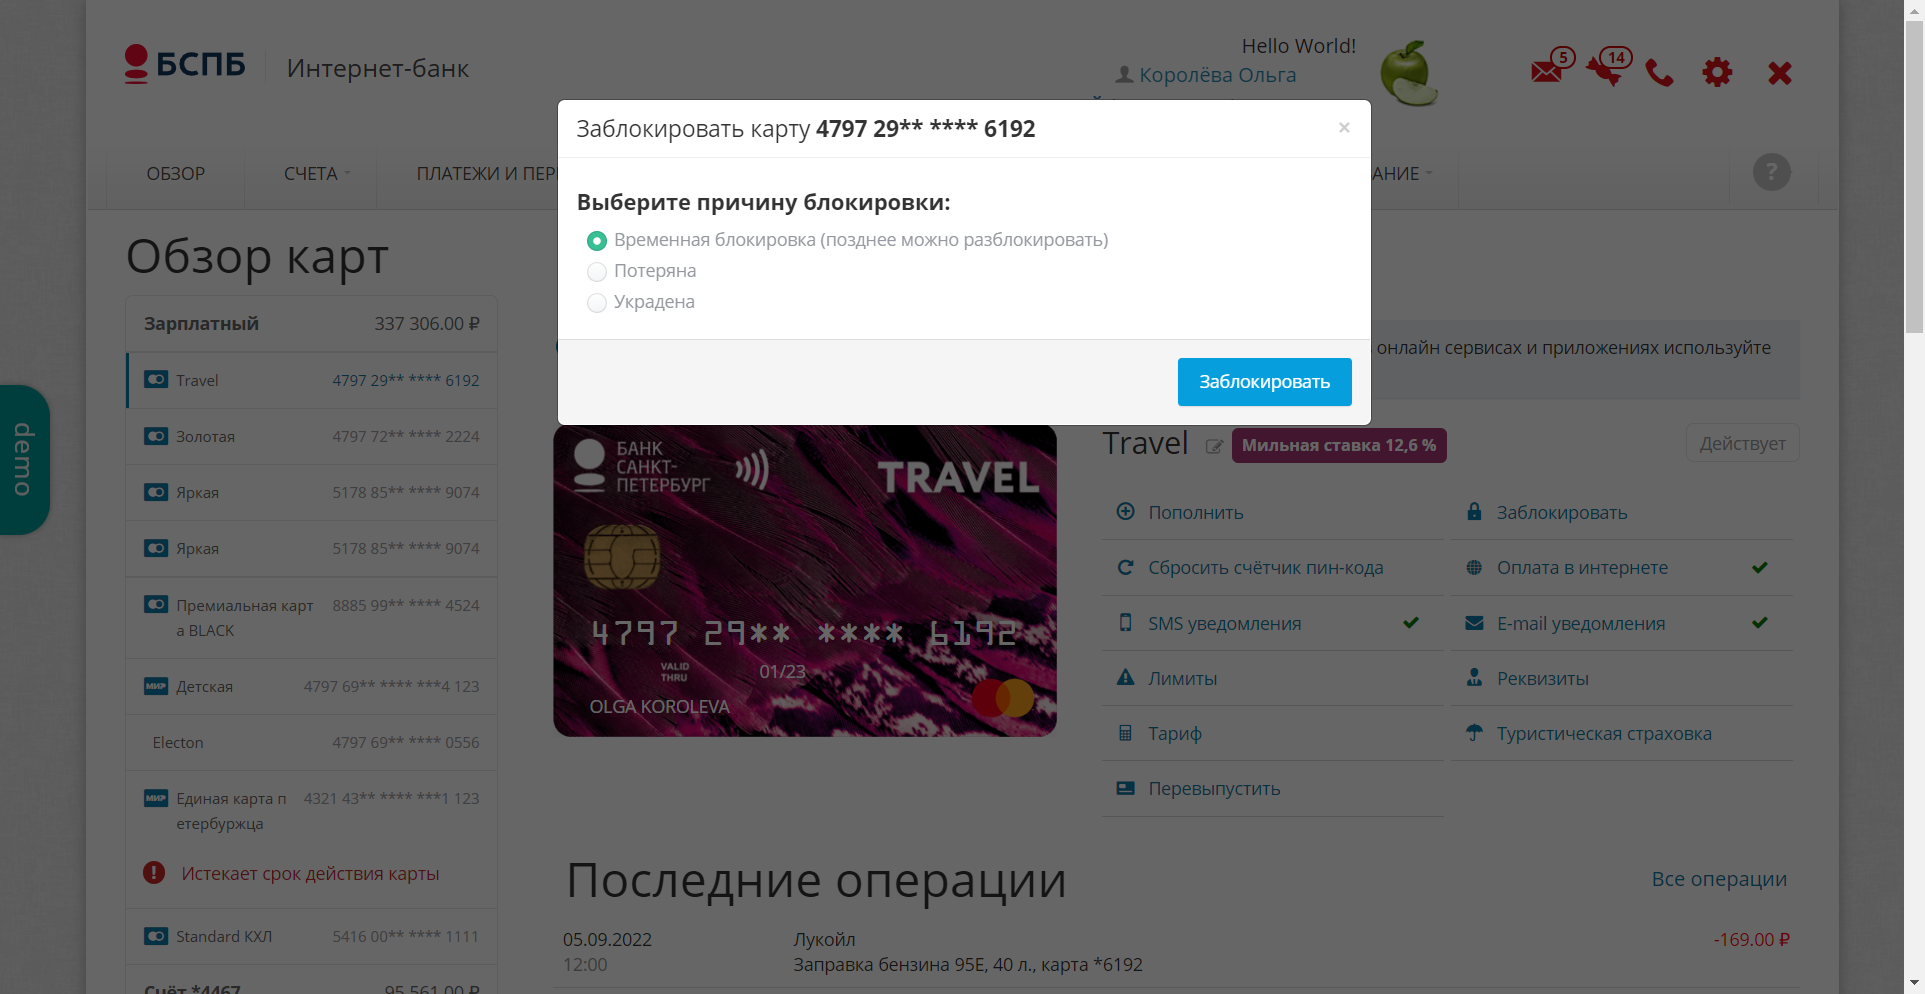 БСПБ
Интернет-банк
Hello World!
Королёва Ольга
5
14
Заблокировать карту 4797 29** **** 6192
×
Выберите причину блокировки:
Временная блокировка (позднее можно разблокировать)
Потеряна
Украдена
Заблокировать
ОБЗОР
СЧЕТА
ПЛАТЕЖИ И ПЕР
АНИЕ
?
Обзор карт
онлайн сервисах и приложениях используйте
demo
Зарплатный 337 306.00 ₽
Travel 4797 29** **** 6192
Золотая 4797 72** **** 2224
Яркая 5178 85** **** 9074
Яркая 5178 85** **** 9074
Премиальная карт 8885 99** **** 4524
а BLACK
МИР Детская 4797 69** **** ***4 123
Electon 4797 69** **** 0556
МИР Единая карта п 4321 43** **** ***1 123
етербуржца
Истекает срок действия карты
Standard КХЛ 5416 00** **** 1111
Счёт *4467 95 561.00 ₽
БАНК
САНКТ-
ПЕТЕРБУРГ
TRAVEL
4797 29** **** 6192
VALID
THRU
01/23
OLGA KOROLEVA
Travel
Мильная ставка 12,6 %
Действует
Пополнить
Заблокировать
Сбросить счётчик пин-кода
Оплата в интернете
SMS уведомления
E-mail уведомления
Лимиты
Реквизиты
Тариф
Туристическая страховка
Перевыпустить
Последние операции
Все операции
05.09.2022 Лукойл -169.00 ₽
12:00 Заправка бензина 95Е, 40 л., карта *6192